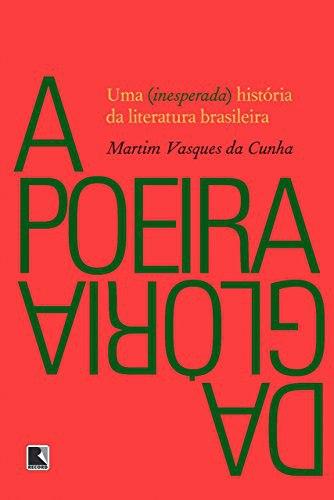 Uma (inesperada) história
da literatura brasileira
Martim Vasques da Cunha
A
POEIRA
DA
GLÓRIA
R
RECORD